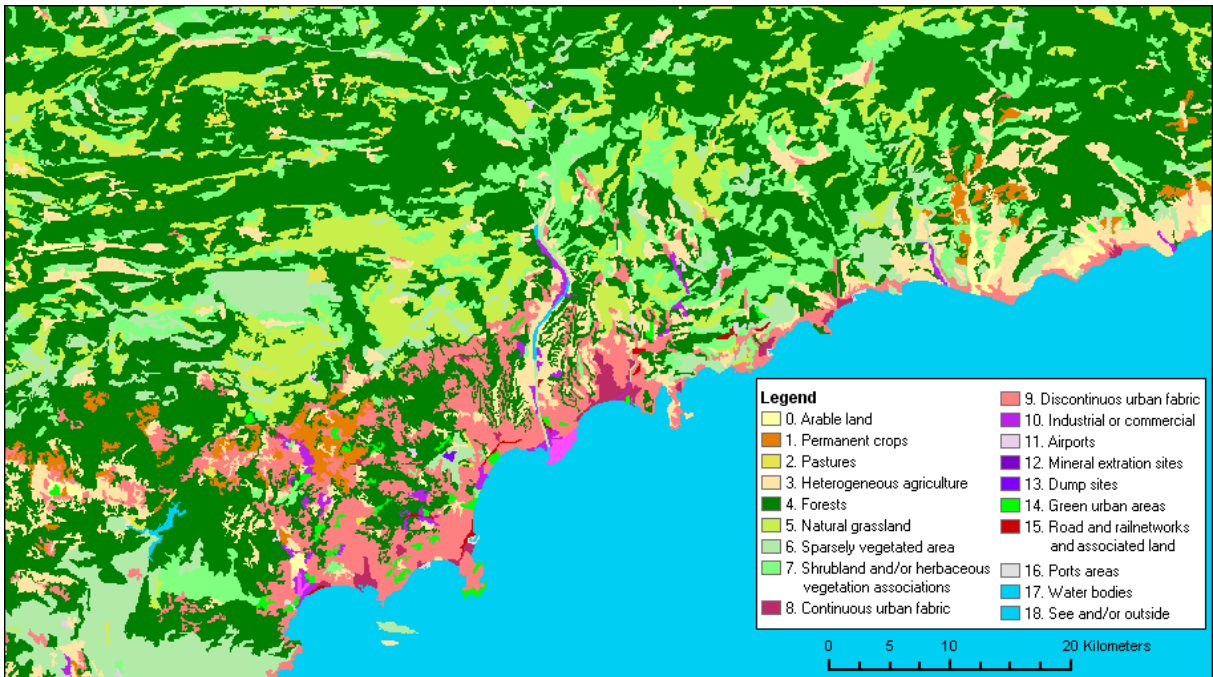 Legend
0. Arable land
1. Permanent crops
2. Pastures
3. Heterogeneous agriculture
4. Forests
5. Natural grassland
6. Sparsely vegetated area
7. Shrubland and/or herbaceous
vegetation associations
8. Continuous urban fabric
9. Discontinuos urban fabric
10. Industrial or commercial
11. Airports
12. Mineral extration sites
13. Dump sites
14. Green urban areas
15. Road and railnetworks
and associated land
16. Ports areas
17. Water bodies
18. See and/or outside
0 5 10 20 Kilometers